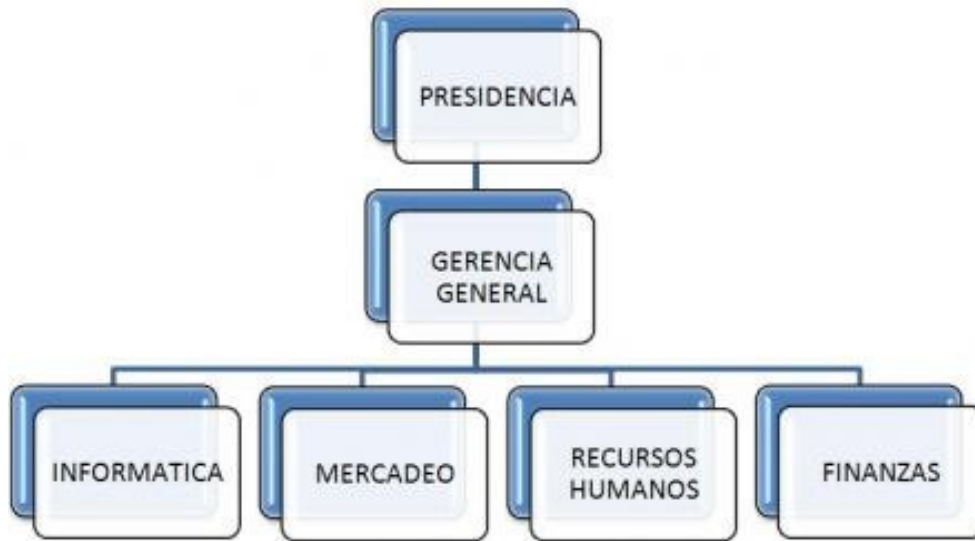 PRESIDENCIA
GERENCIA
GENERAL
INFORMATICA
MERCADEO
RECURSOS
HUMANOS
FINANZAS